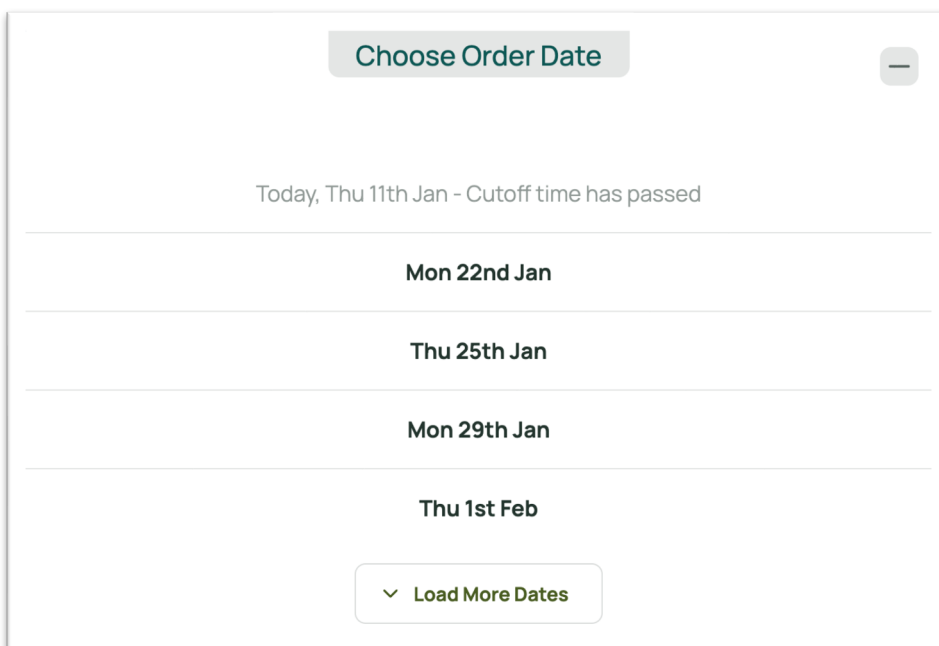 Choose Order Date
Today, Thu 11th Jan - Cutoff time has passed
Mon 22nd Jan
Thu 25th Jan
Mon 29th Jan
Thu 1st Feb
Load More Dates